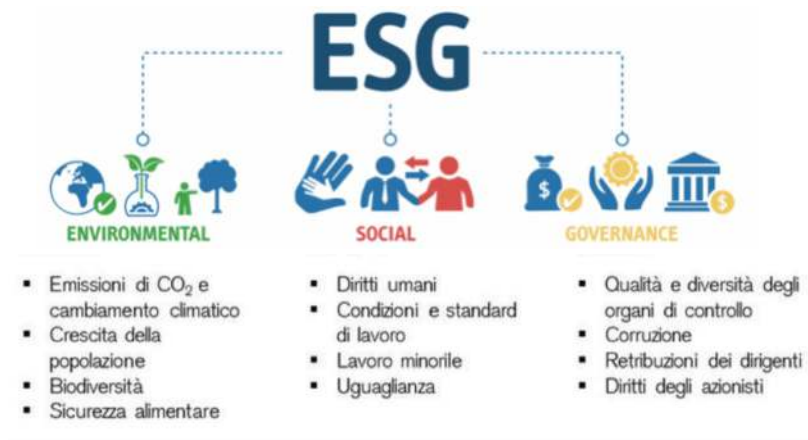 ESG
ENVIRONMENTAL
▪ Emissioni di CO₂ e
cambiamento climatico
▪ Crescita della
popolazione
▪ Biodiversità
▪ Sicurezza alimentare
SOCIAL
▪ Diritti umani
▪ Condizioni e standard
di lavoro
▪ Lavoro minorile
▪ Uguaglianza
$
$
GOVERNANCE
▪ Qualità e diversità degli
organi di controllo
▪ Corruzione
▪ Retribuzioni dei dirigenti
▪ Diritti degli azionisti